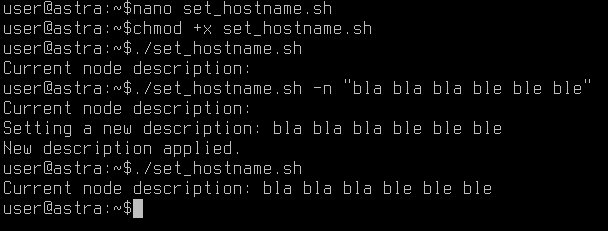 user@astra:~$nano set_hostname.sh
user@astra:~$chmod +x set_hostname.sh
user@astra:~$./set_hostname.sh
Current node description:
user@astra:~$./set_hostname.sh -n "bla bla bla ble ble ble"
Current node description:
Setting a new description: bla bla bla ble ble ble
New description applied.
user@astra:~$./set_hostname.sh
Current node description: bla bla bla ble ble ble
user@astra:~$